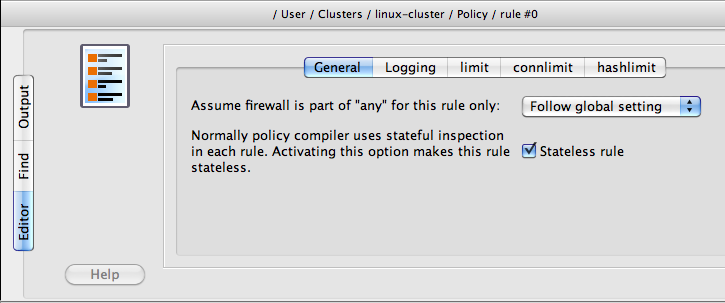 / User / Clusters / linux-cluster / Policy / rule #0
General Logging limit connlimit hashlimit
Assume firewall is part of "any" for this rule only: Follow global setting
Normally policy compiler uses stateful inspection
in each rule. Activating this option makes this rule
stateless.
Stateless rule
Output
Find
Editor
Help